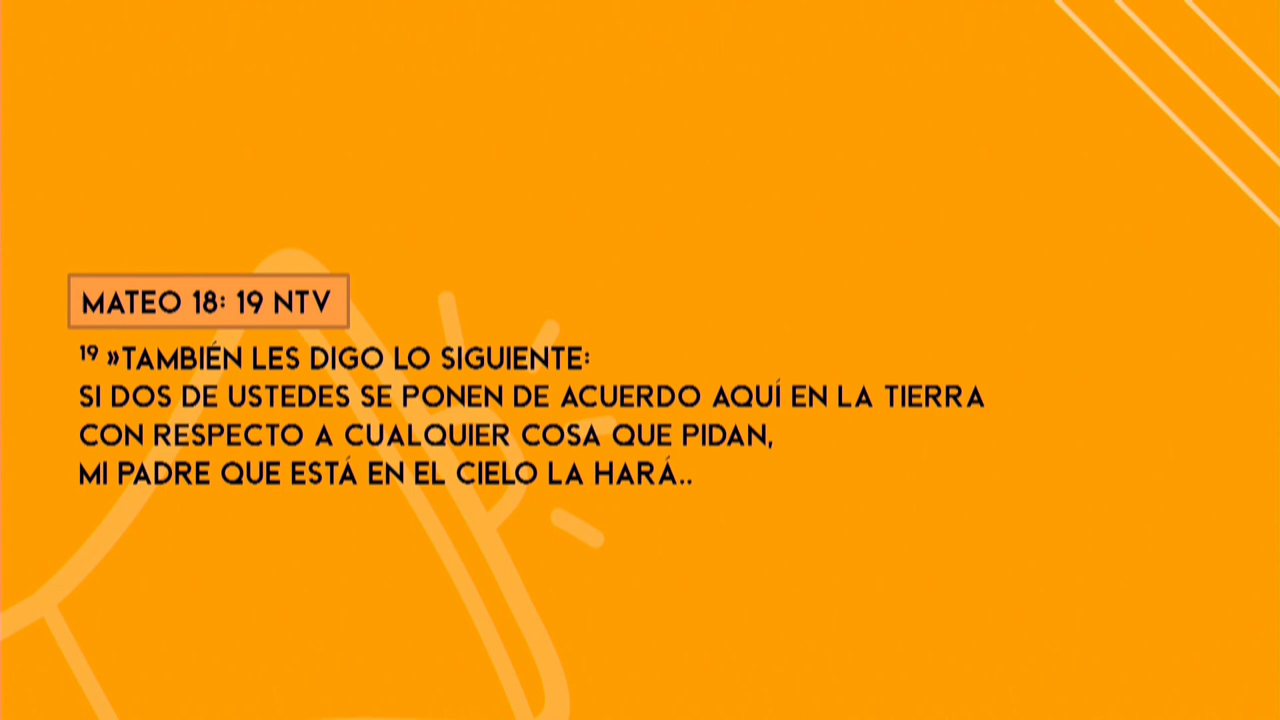 MATEO 18: 19 NTV
¹⁹ »TAMBIÉN LES DIGO LO SIGUIENTE:
SI DOS DE USTEDES SE PONEN DE ACUERDO AQUÍ EN LA TIERRA
CON RESPECTO A CUALQUIER COSA QUE PIDAN,
MI PADRE QUE ESTÁ EN EL CIELO LA HARÁ..